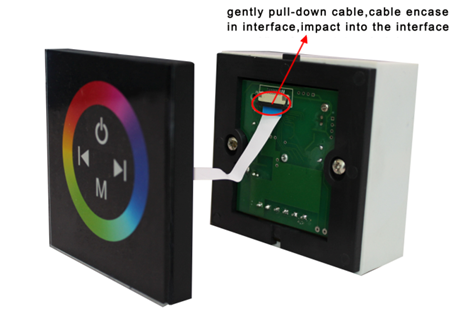 gently pull-down cable,cable encase
in interface,impact into the interface
M